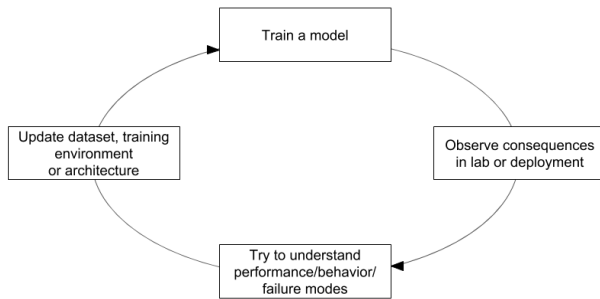 Train a model
Update dataset, training
environment
or architecture
Observe consequences
in lab or deployment
Try to understand
performance/behavior/
failure modes